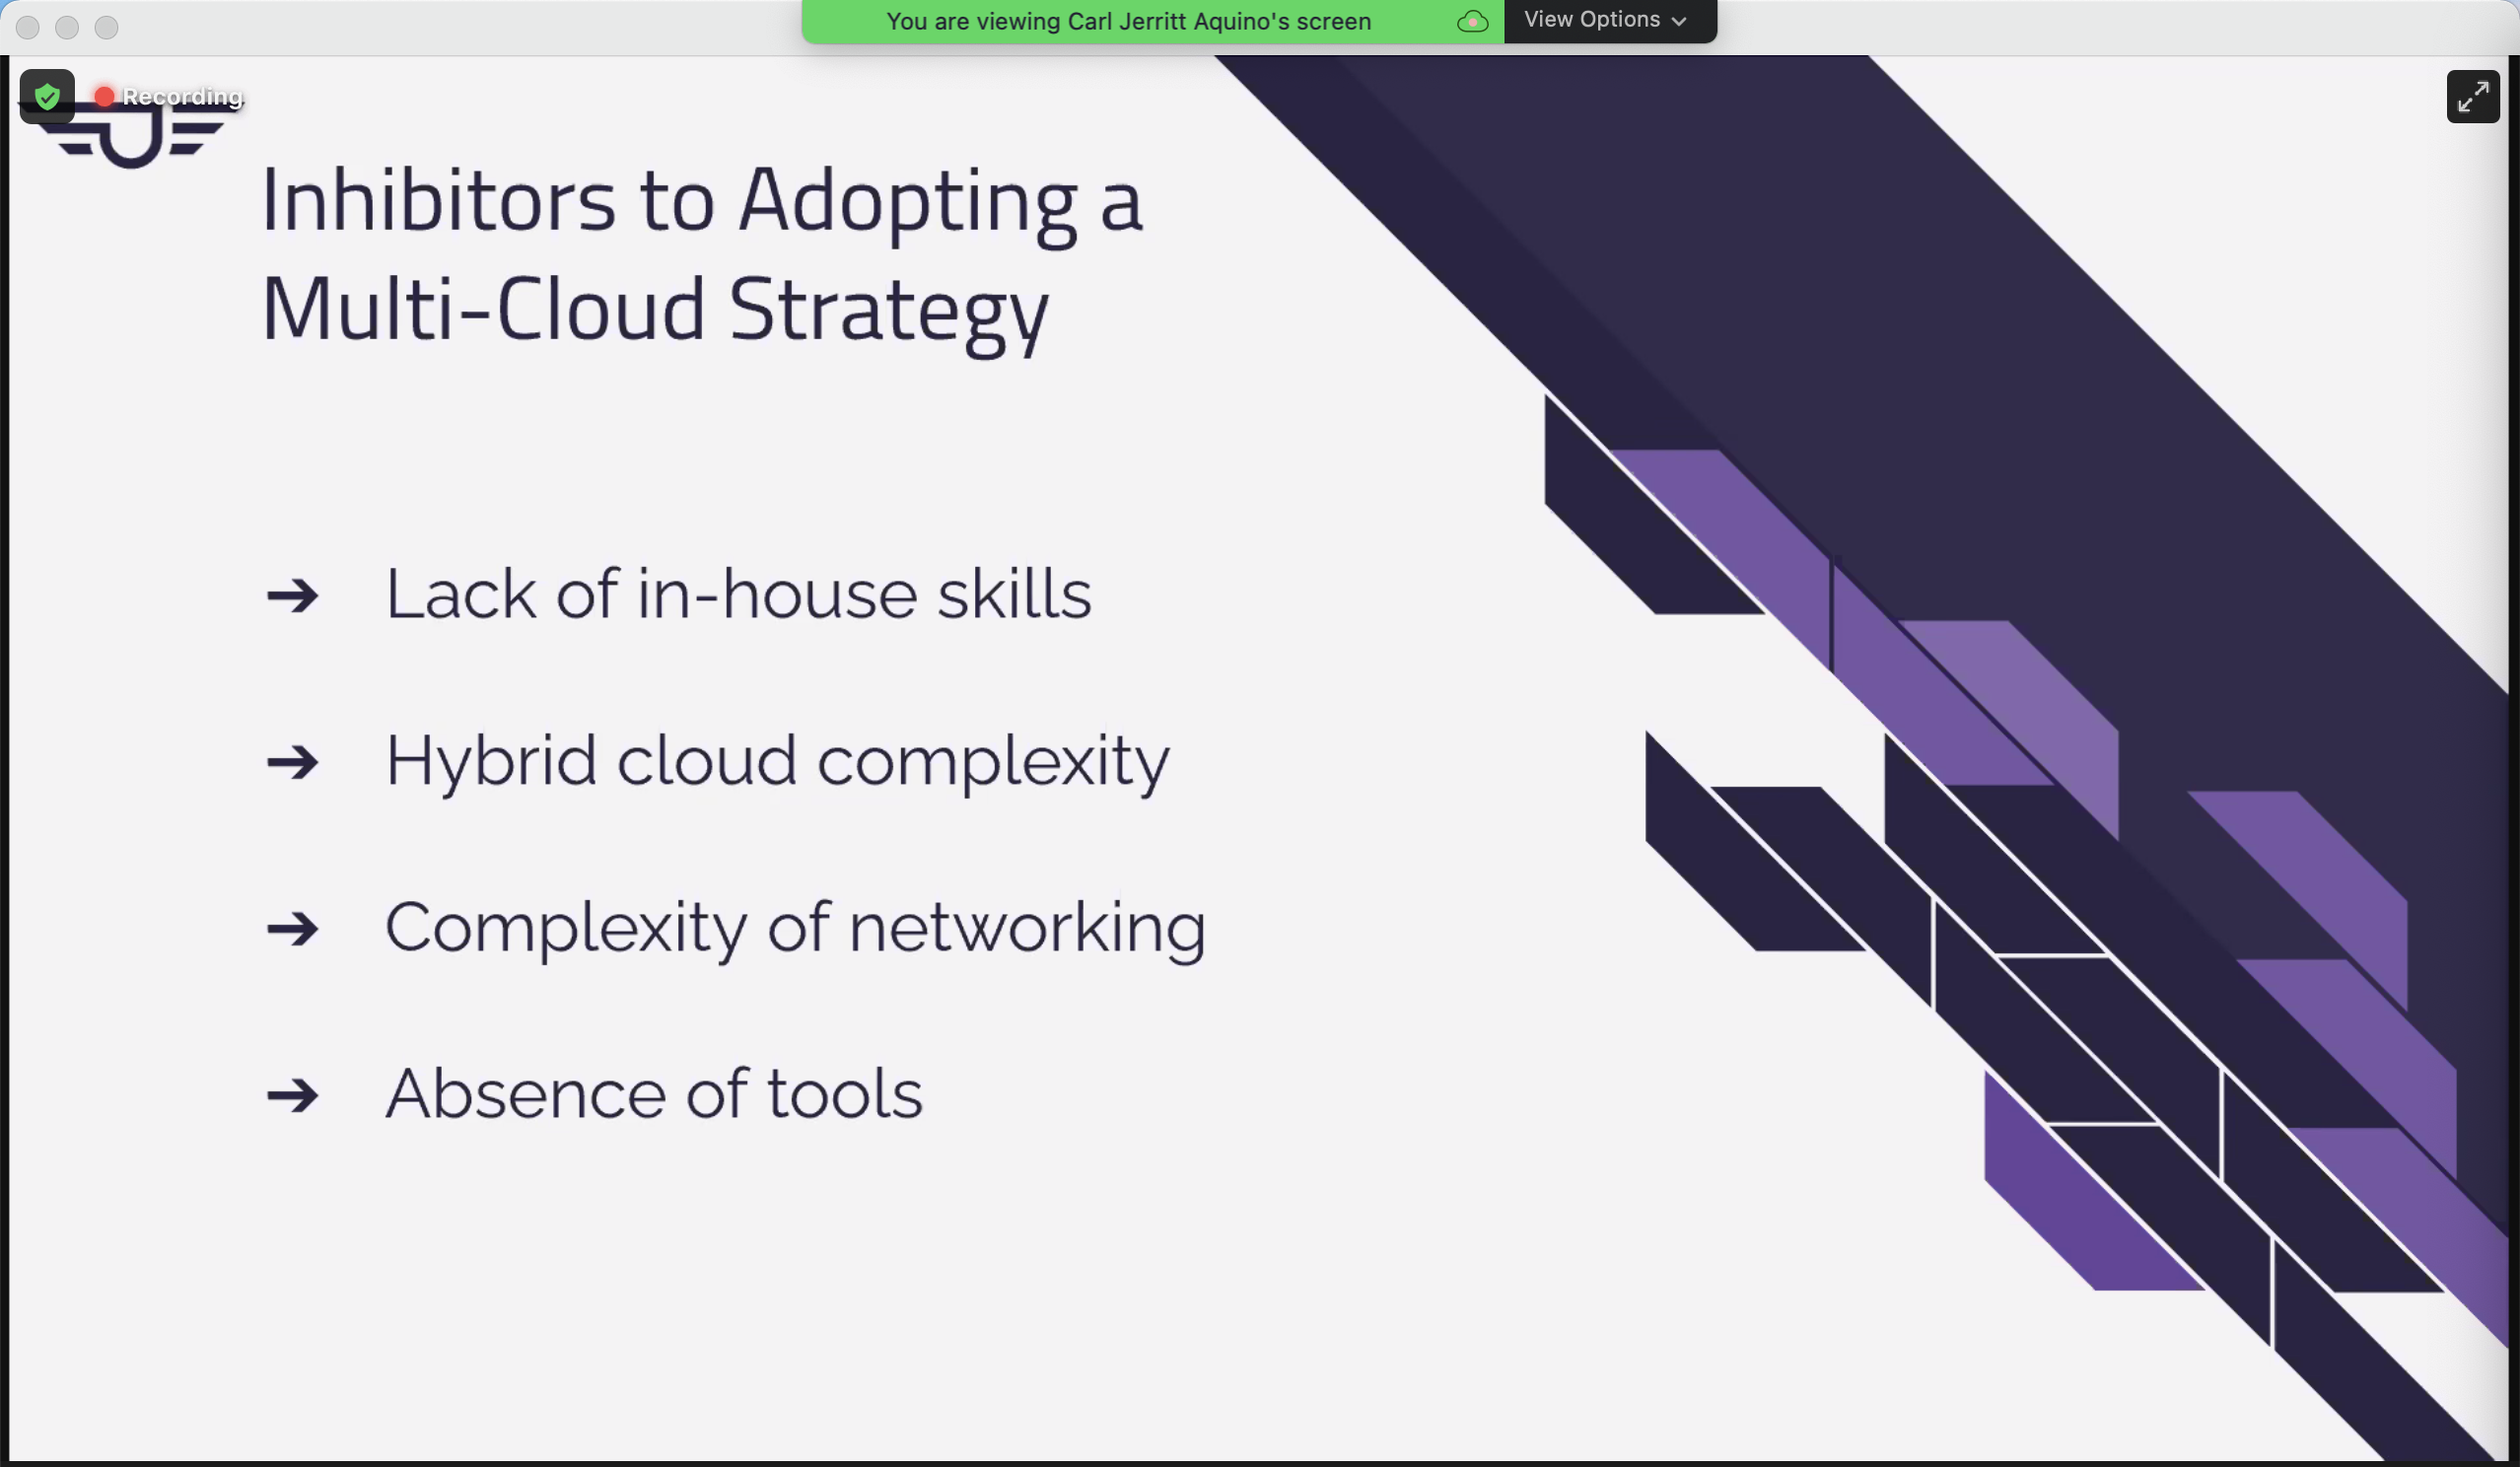 You are viewing Carl Jerritt Aquino's screen
View Options
Recording
Inhibitors to Adopting a
Multi-Cloud Strategy
➔ Lack of in-house skills
➔ Hybrid cloud complexity
➔ Complexity of networking
➔ Absence of tools